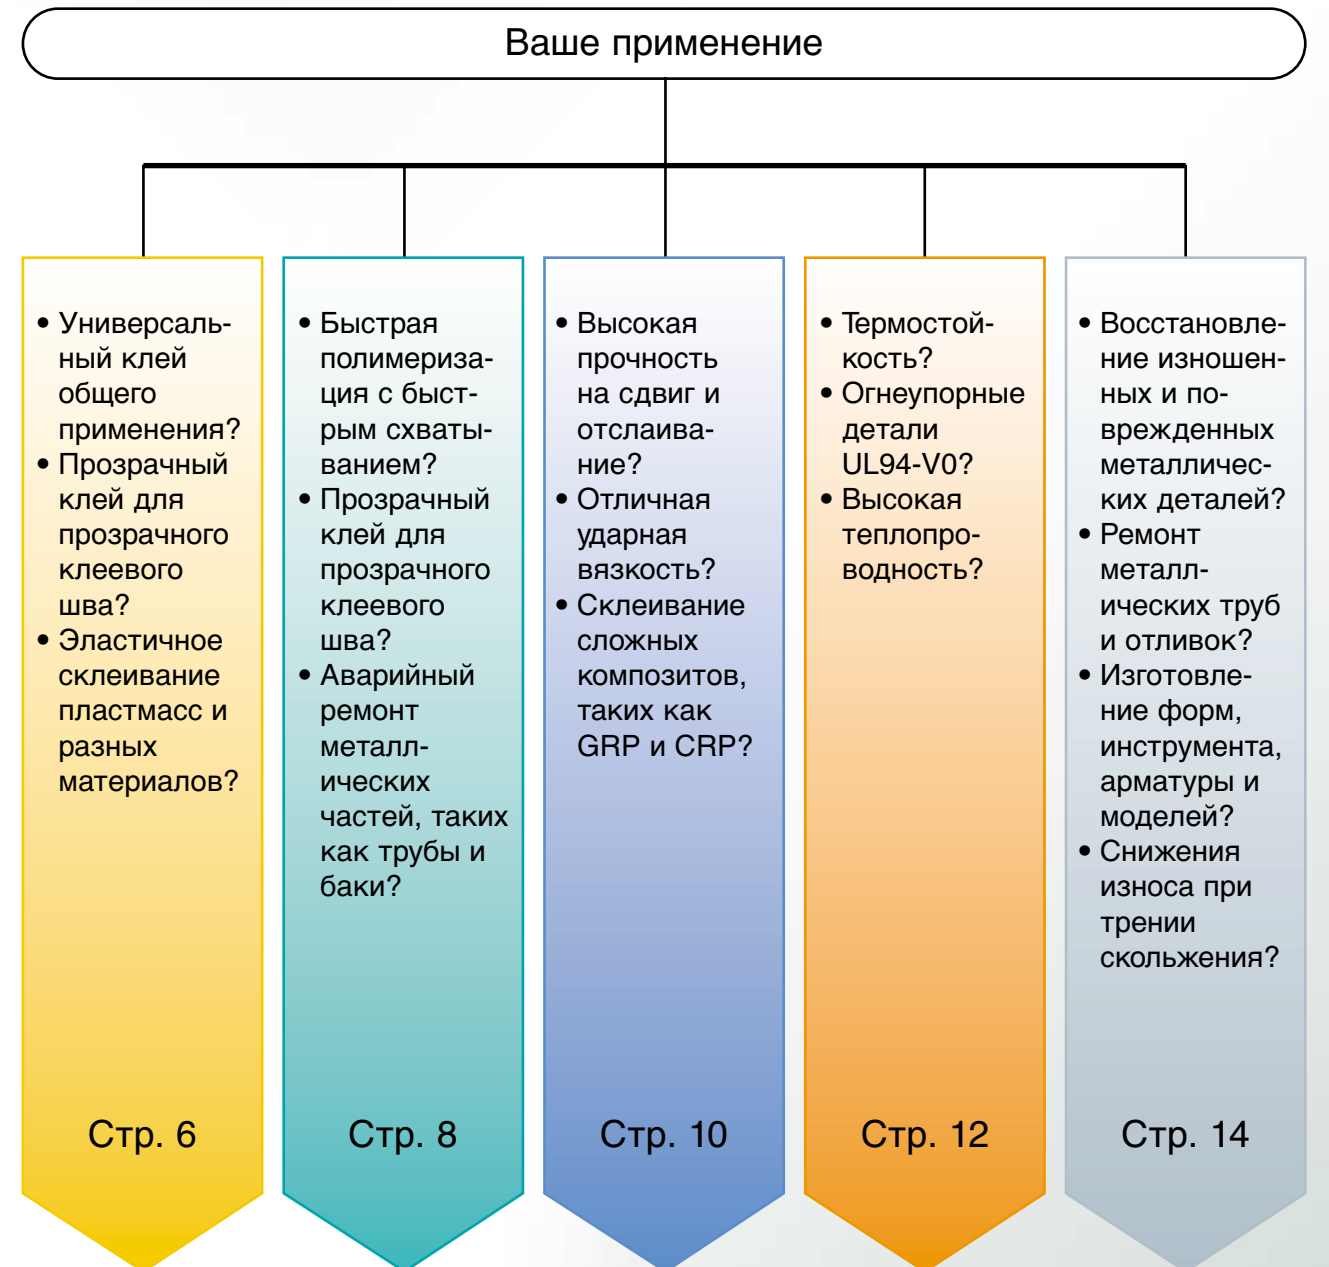 Ваше применение
• Универсаль-
ный клей
общего
применения?
• Прозрачный
клей для
прозрачного
клеевого
шва?
• Эластичное
склеивание
пластмасс и
разных
материалов?
Стр. 6
• Быстрая
полимериза-
ция с быст-
рым схваты-
ванием?
• Прозрачный
клей для
прозрачного
клеевого
шва?
• Аварийный
ремонт
металл-
ических
частей, таких
как трубы и
баки?
Стр. 8
• Высокая
прочность
на сдвиг и
отслаива-
ние?
• Отличная
ударная
вязкость?
• Склеивание
сложных
композитов,
таких как
GRP и CRP?
Стр. 10
• Термостой-
кость?
• Огнеупорные
детали
UL94-V0?
• Высокая
теплопро-
водность?
Стр. 12
• Восстановле-
ние изношен-
ных и по-
врежденных
металличес-
ких деталей?
• Ремонт
металл-
ических труб
и отливок?
• Изготовле-
ние форм,
инструмента,
арматуры и
моделей?
• Снижения
износа при
трении
скольжения?
Стр. 14